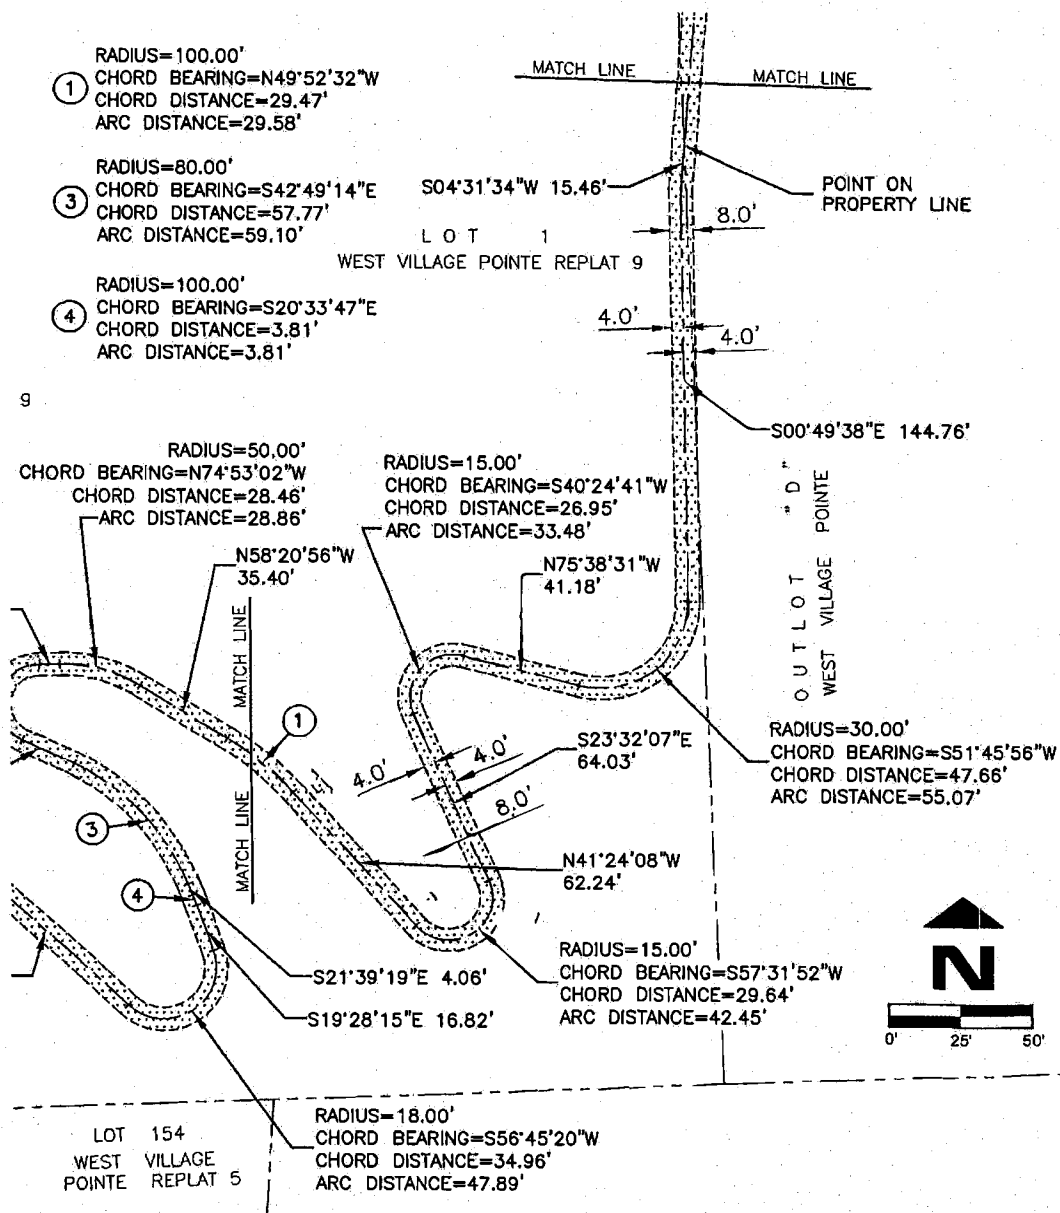 RADIUS=100.00'
1 CHORD BEARING=N49°52'32"W
CHORD DISTANCE=29.47'
ARC DISTANCE=29.58'
MATCH LINE MATCH LINE
RADIUS=80.00'
3 CHORD BEARING=S42°49'14"E
CHORD DISTANCE=57.77'
ARC DISTANCE=59.10'
S04°31'34"W 15.46'
POINT ON
PROPERTY LINE
8.0'
LOT 1
WEST VILLAGE POINTE REPLAT 9
RADIUS=100.00'
4 CHORD BEARING=S20°33'47"E
CHORD DISTANCE=3.81'
ARC DISTANCE=3.81'
4.0'
4.0'
9
S00°49'38"E 144.76'
RADIUS=50.00'
CHORD BEARING=N74°53'02"W
CHORD DISTANCE=28.46'
ARC DISTANCE=28.86'
RADIUS=15.00'
CHORD BEARING=S40°24'41"W
CHORD DISTANCE=26.95'
ARC DISTANCE=33.48'
OUTLOT "D"
WEST VILLAGE POINTE
N58°20'56"W
35.40'
N75°38'31"W
41.18'
MATCH LINE
1
S23°32'07"E
64.03'
RADIUS=30.00'
CHORD BEARING=S51°45'56"W
CHORD DISTANCE=47.66'
ARC DISTANCE=55.07'
4.0'
4.0'
8.0'
MATCH LINE
3
4
N41°24'08"W
62.24'
N
0' 25' 50'
RADIUS=15.00'
CHORD BEARING=S57°31'52"W
CHORD DISTANCE=29.64'
ARC DISTANCE=42.45'
S21°39'19"E 4.06'
S19°28'15"E 16.82'
RADIUS=18.00'
CHORD BEARING=S56°45'20"W
CHORD DISTANCE=34.96'
ARC DISTANCE=47.89'
LOT 154
WEST VILLAGE
POINTE REPLAT 5